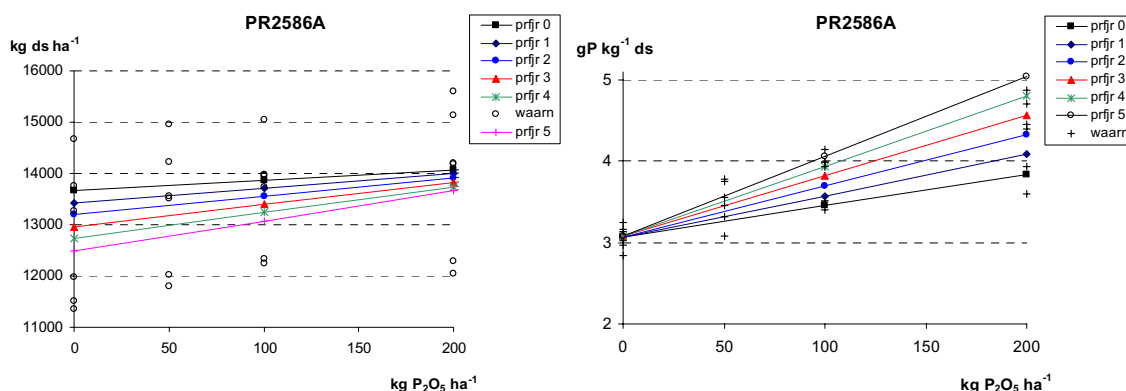 PR2586A
kg ds ha-1
16000
15000
14000
13000
12000
11000
0 50 100 150 200
kg P2O5 ha-1
prfjr 0
prfjr 1
prfjr 2
prfjr 3
prfjr 4
waarn
prfjr 5
PR2586A
gP kg-1 ds
5
4
3
2
0 50 100 150 200
kg P2O5 ha-1
prfjr 0
prfjr 1
prfjr 2
prfjr 3
prfjr 4
prfjr 5
waarn